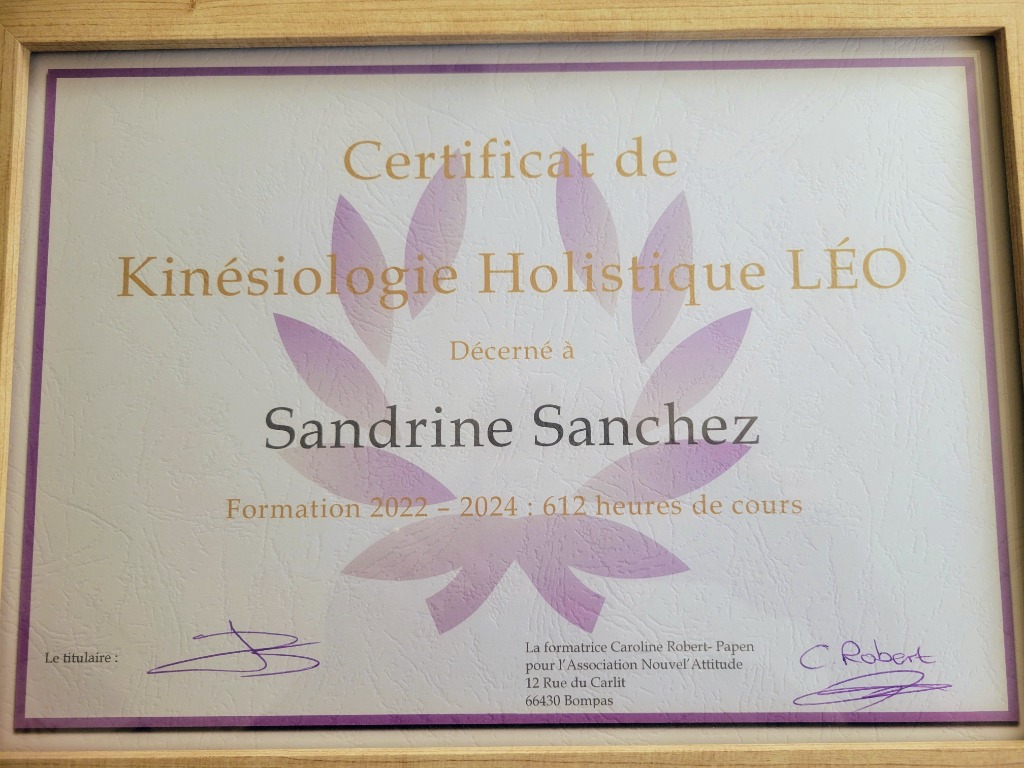 Certificat de
Kinésiologie Holistique LÉO
Décerné à
Sandrine Sanchez
Formation 2022 – 2024 : 612 heures de cours
Le titulaire :
La formatrice Caroline Robert- Papen
pour l'Association Nouvel'Attitude
12 Rue du Carlit
66430 Bompas
C. Robert